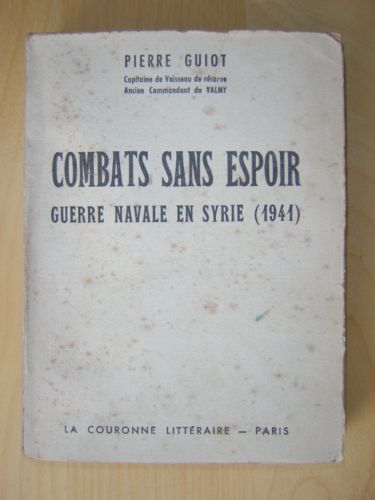 PIERRE GUIOT
Capitaine de Vaisseau de réserve
Ancien Commandant du VALMY
COMBATS SANS ESPOIR
GUERRE NAVALE EN SYRIE (1941)
LA COURONNE LITTÉRAIRE — PARIS